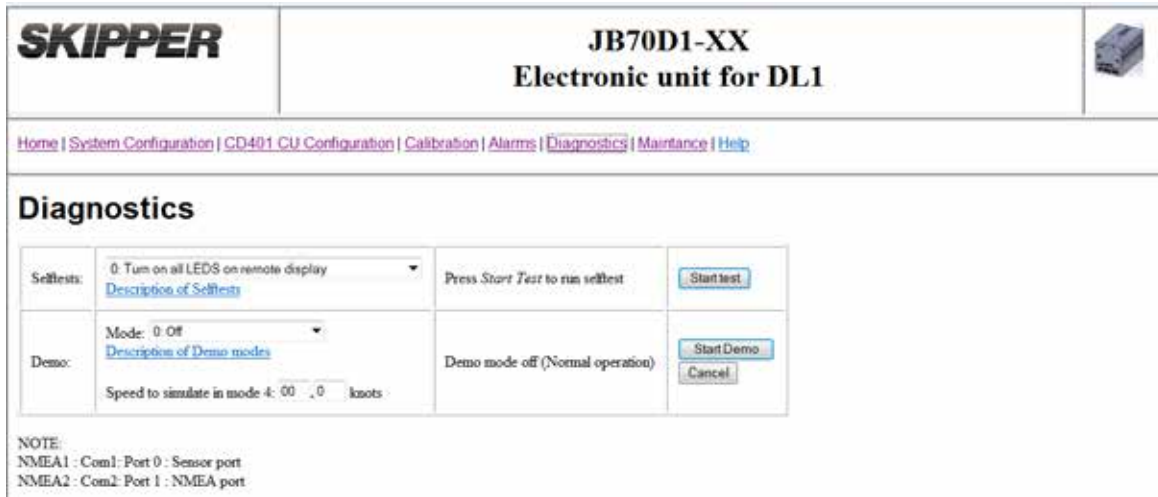 SKIPPER
JB70D1-XX
Electronic unit for DL1
Home | System Configuration | CD401 CU Configuration | Calibration | Alarms | Diagnostics | Maintance | Help
Diagnostics
Selftests:
0: Turn on all LEDS on remote display
Description of Selftests
Press Start Test to run selftest
Start test
Demo:
Mode: 0: Off
Description of Demo modes
Speed to simulate in mode 4: 00 , 0 knots
Demo mode off (Normal operation)
Start Demo
Cancel
NOTE:
NMEA1 : Com1: Port 0 : Sensor port
NMEA2 : Com2: Port 1 : NMEA port